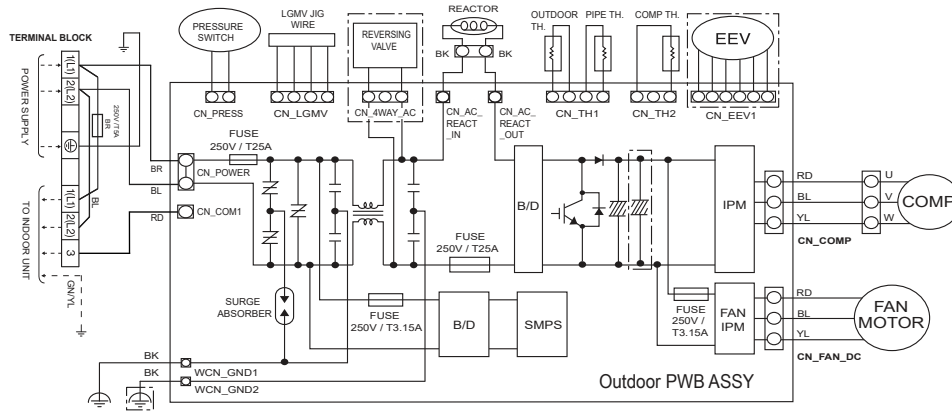 TERMINAL BLOCK
POWER SUPPLY
TO INDOOR UNIT
1(L1)
2(L2)
1(L1)
2(L2)
3
250V / T 5A
BR
BL
GN/YL
BR
BL
RD
PRESSURE
SWITCH
LGMV JIG
WIRE
REVERSING
VALVE
REACTOR
BK
BK
OUTDOOR
TH.
PIPE TH.
COMP TH.
EEV
CN_PRESS
CN_LGMV
CN_4WAY_AC
CN_AC_
REACT
_IN
CN_AC_
REACT
_OUT
CN_TH1
CN_TH2
CN_EEV1
FUSE
250V / T25A
CN_POWER
CN_COM1
B/D
IPM
RD
BL
YL
U
V
W
COMP
CN_COMP
FUSE
250V / T25A
SURGE
ABSORBER
FUSE
250V / T3.15A
B/D
SMPS
FUSE
250V /
T3.15A
FAN
IPM
RD
BL
YL
FAN
MOTOR
CN_FAN_DC
BK
WCN_GND1
BK
WCN_GND2
Outdoor PWB ASSY